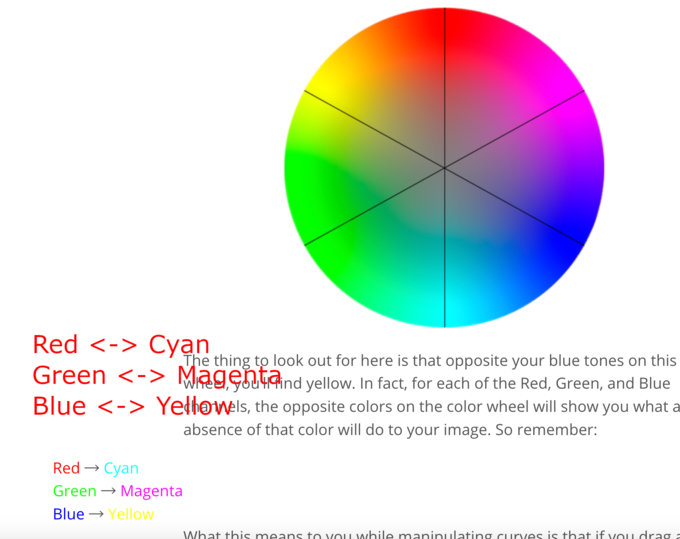 Red <-> Cyan
Green <-> Magenta
Blue <-> Yellow
The thing to look out for here is that opposite your blue tones on this
wheel, you'll find yellow. In fact, for each of the Red, Green, and Blue
channels, the opposite colors on the color wheel will show you what a
absence of that color will do to your image. So remember:
Red → Cyan
Green → Magenta
Blue → Yellow
What this means to you while manipulating curves is that if you drag a